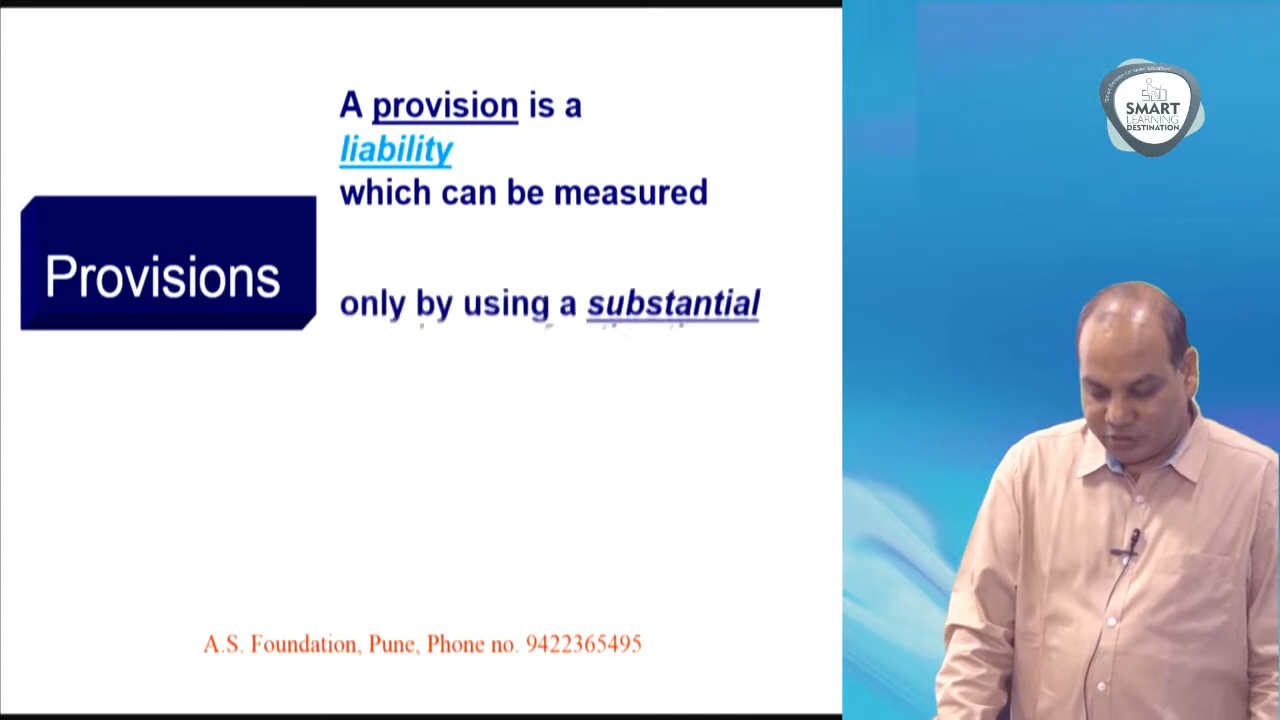 A provision is a
liability
which can be measured
Provisions
only by using a substantial
A.S. Foundation, Pune, Phone no. 9422365495
SMART
LEARNING
DESTINATION